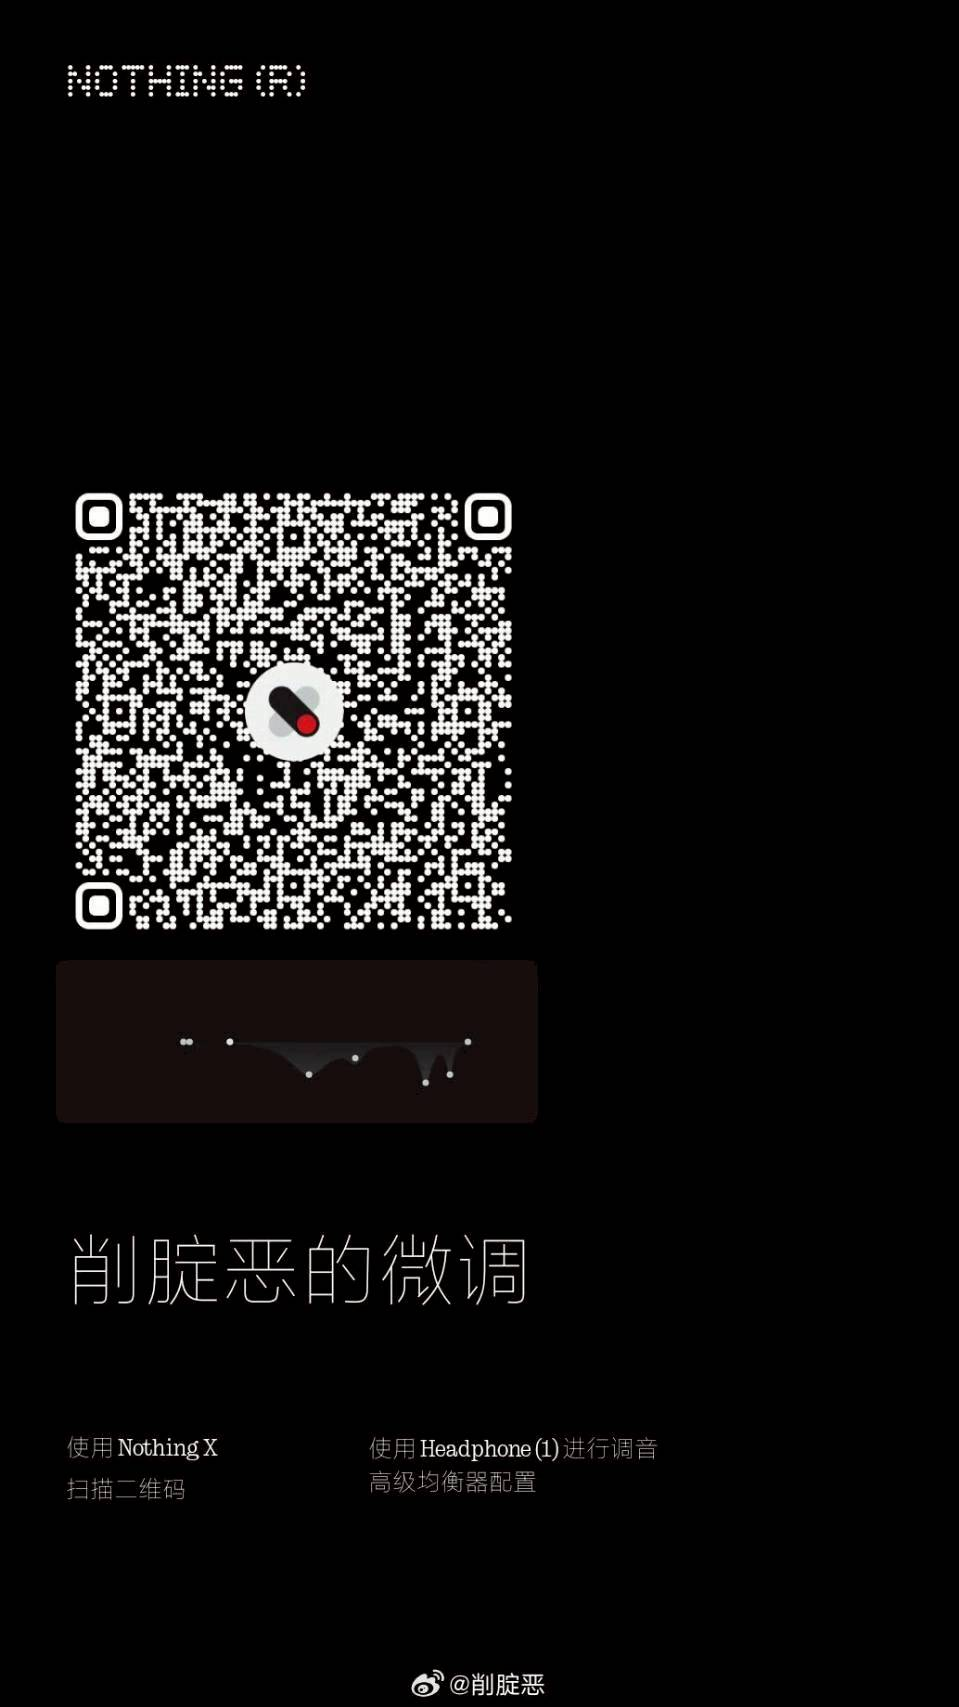 NOTHING (R)
削腚恶的微调
使用 Nothing X
扫描二维码
使用 Headphone (1) 进行调音
高级均衡器配置
@削腚恶